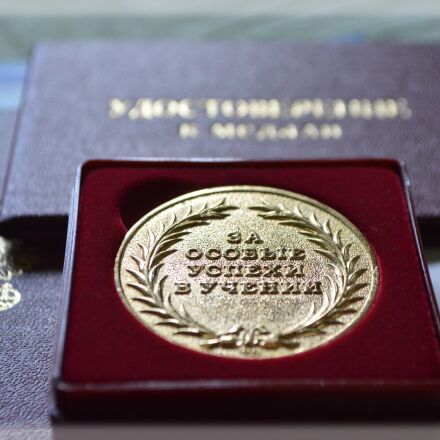 УДОСТОВЕРЕНИЕ
К МЕДАЛИ
ЗА
ОСОБЫЕ
УСПЕХИ
В УЧЕНИИ